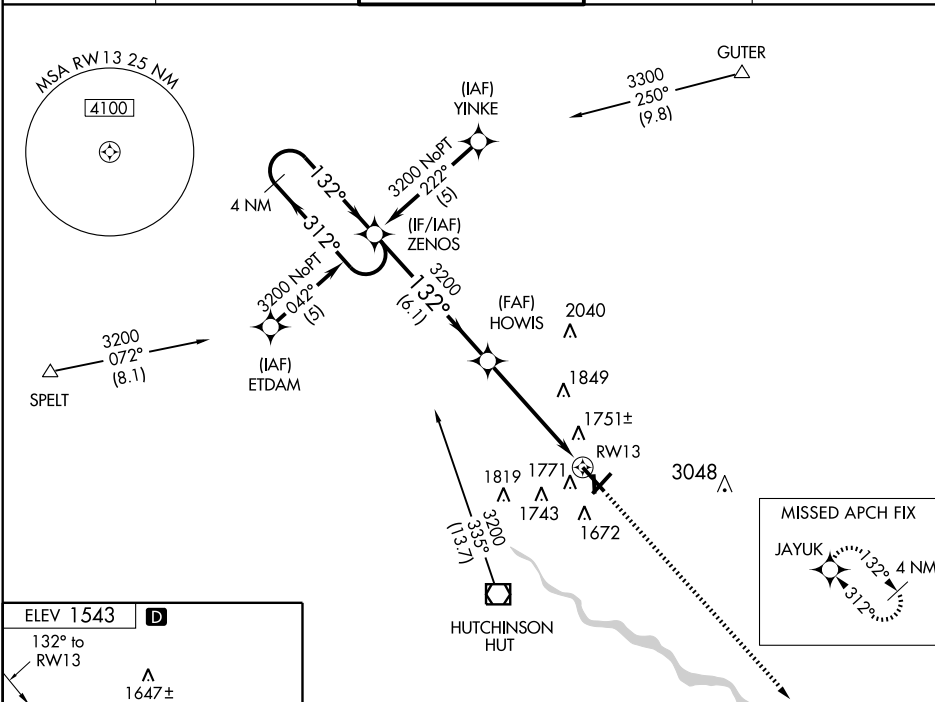 MSA RW13 25 NM
4100
GUTER
3300
250°
(9.8)
(IAF)
YINKE
3200 NoPT
222°
(5)
4 NM
132°
312°
(IF/IAF)
ZENOS
3200 NoPT
042°
(5)
3200
132°
(6.1)
(FAF)
HOWIS
2040
3200
072°
(8.1)
SPELT
(IAF)
ETDAM
1849
1751±
RW13
1819
1771
1743
1672
3048
3200
335°
(13.7)
HUTCHINSON
HUT
MISSED APCH FIX
JAYUK
132°
4 NM
312°
ELEV 1543 D
132° to
RW13
1647±